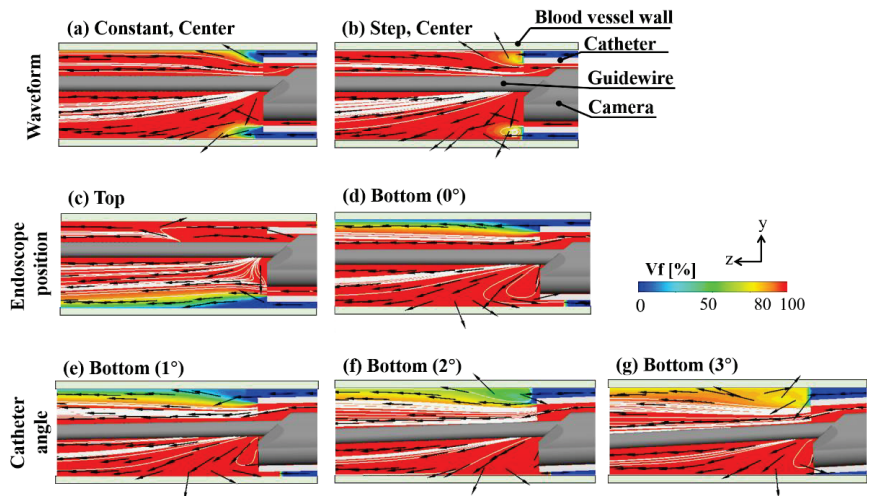 (a) Constant, Center
(b) Step, Center
Blood vessel wall
Catheter
Guidewire
Camera
Waveform
(c) Top
(d) Bottom (0°)
Endoscope
position
y
z
Vf [%]
0 50 80 100
(e) Bottom (1°)
(f) Bottom (2°)
(g) Bottom (3°)
Catheter
angle